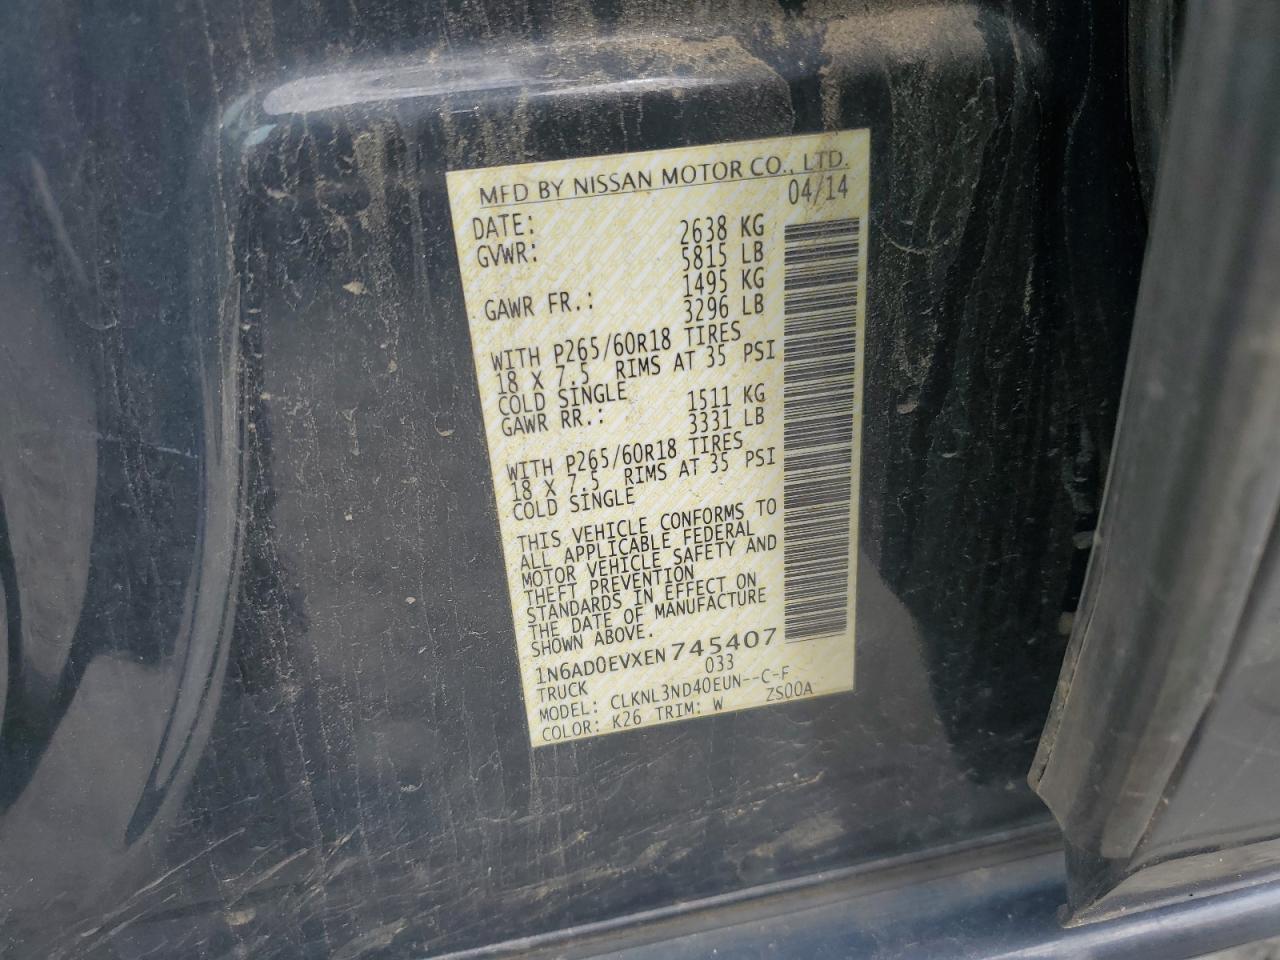 MFD BY NISSAN MOTOR CO., LTD.
DATE: 04/14
GVWR: 2638 KG
5815 LB
GAWR FR.: 1495 KG
3296 LB
WITH P265/60R18 TIRES
18 X 7.5 RIMS AT 35 PSI
COLD SINGLE
GAWR RR.: 1511 KG
3331 LB
WITH P265/60R18 TIRES
18 X 7.5 RIMS AT 35 PSI
COLD SINGLE
THIS VEHICLE CONFORMS TO
ALL APPLICABLE FEDERAL
MOTOR VEHICLE SAFETY AND
THEFT PREVENTION
STANDARDS IN EFFECT ON
THE DATE OF MANUFACTURE
SHOWN ABOVE.
1N6AD0EVXEN745407
TRUCK 033
MODEL: CLKNL3ND40EUN--C-F
COLOR: K26 TRIM: W ZS00A